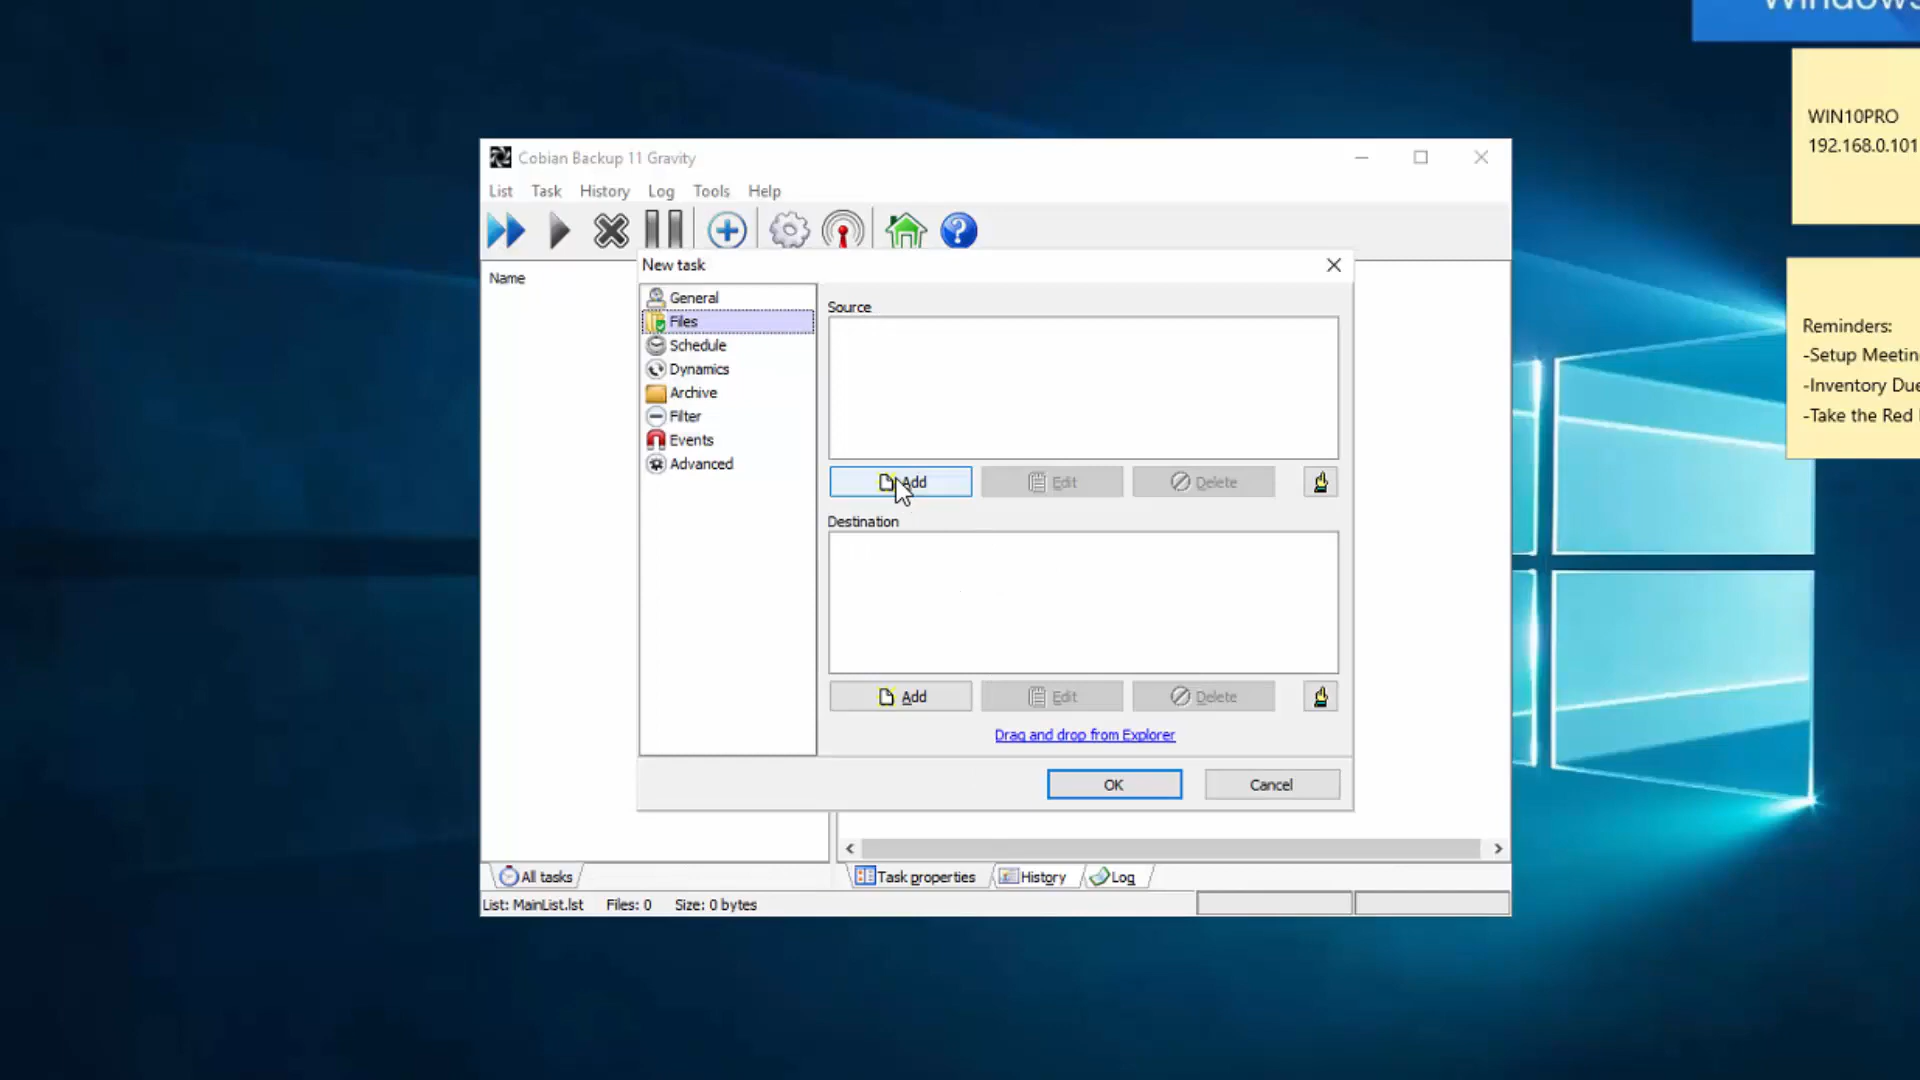 Windows
WIN10PRO
192.168.0.101
Cobian Backup 11 Gravity
List Task History Log Tools Help
New task
Name
General
Files
Schedule
Dynamics
Archive
Filter
Events
Advanced
Source
Add Edit Delete
Destination
Add Edit Delete
Drag and drop from Explorer
OK Cancel
Reminders:
-Setup Meetin
-Inventory Due
-Take the Red
All tasks
Task properties History Log
List: MainList.lst Files: 0 Size: 0 bytes